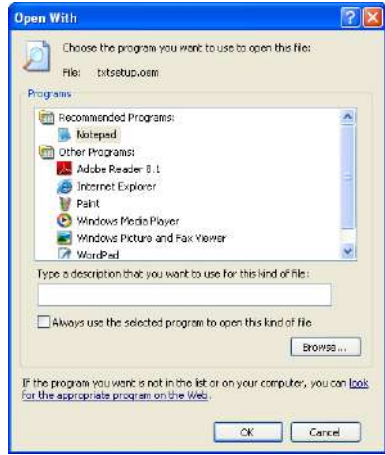 Open With
Choose the program you want to use to open this file:
File: txtsetup.oem
Programs
Recommended Programs:
Notepad
Other Programs:
Adobe Reader 8.1
Internet Explorer
Paint
Windows Media Player
Windows Picture and Fax Viewer
WordPad
Type a description that you want to use for this kind of file:
Always use the selected program to open this kind of file
Browse...
If the program you want is not in the list or on your computer, you can look
for the appropriate program on the Web.
OK Cancel